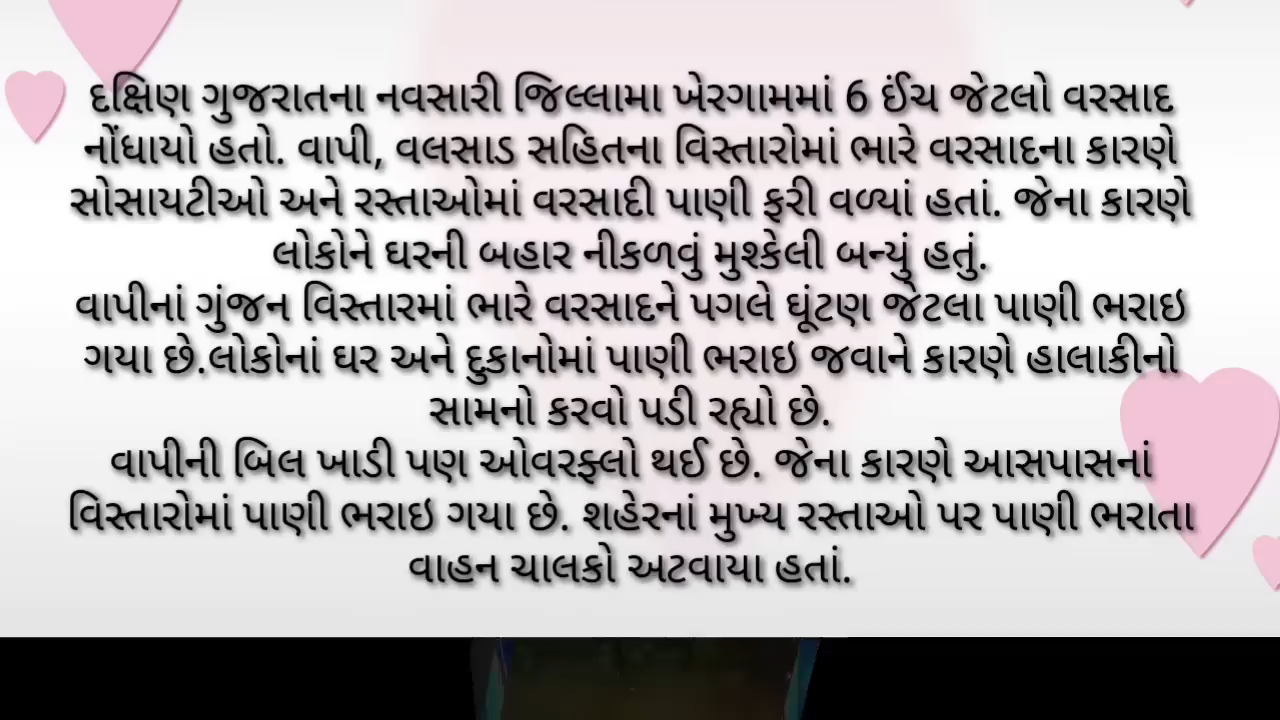 દક્ષિણ ગુજરાતના નવસારી જિલ્લામા ખેરગામમાં 6 ઈંચ જેટલો વરસાદ
નોંધાયો હતો. વાપી, વલસાડ સહિતના વિસ્તારોમાં ભારે વરસાદના કારણે
સોસાયટીઓ અને રસ્તાઓમાં વરસાદી પાણી ફરી વળ્યાં હતાં. જેના કારણે
લોકોને ઘરની બહાર નીકળવું મુશ્કેલી બન્યું હતું.
વાપીનાં ગુંજન વિસ્તારમાં ભારે વરસાદને પગલે ઘૂંટણ જેટલા પાણી ભરાઇ
ગયા છે.લોકોનાં ઘર અને દુકાનોમાં પાણી ભરાઇ જવાને કારણે હાલાકીનો
સામનો કરવો પડી રહ્યો છે.
વાપીની બિલ ખાડી પણ ઓવરફ્લો થઈ છે. જેના કારણે આસપાસનાં
વિસ્તારોમાં પાણી ભરાઇ ગયા છે. શહેરનાં મુખ્ય રસ્તાઓ પર પાણી ભરાતા
વાહન ચાલકો અટવાયા હતાં.